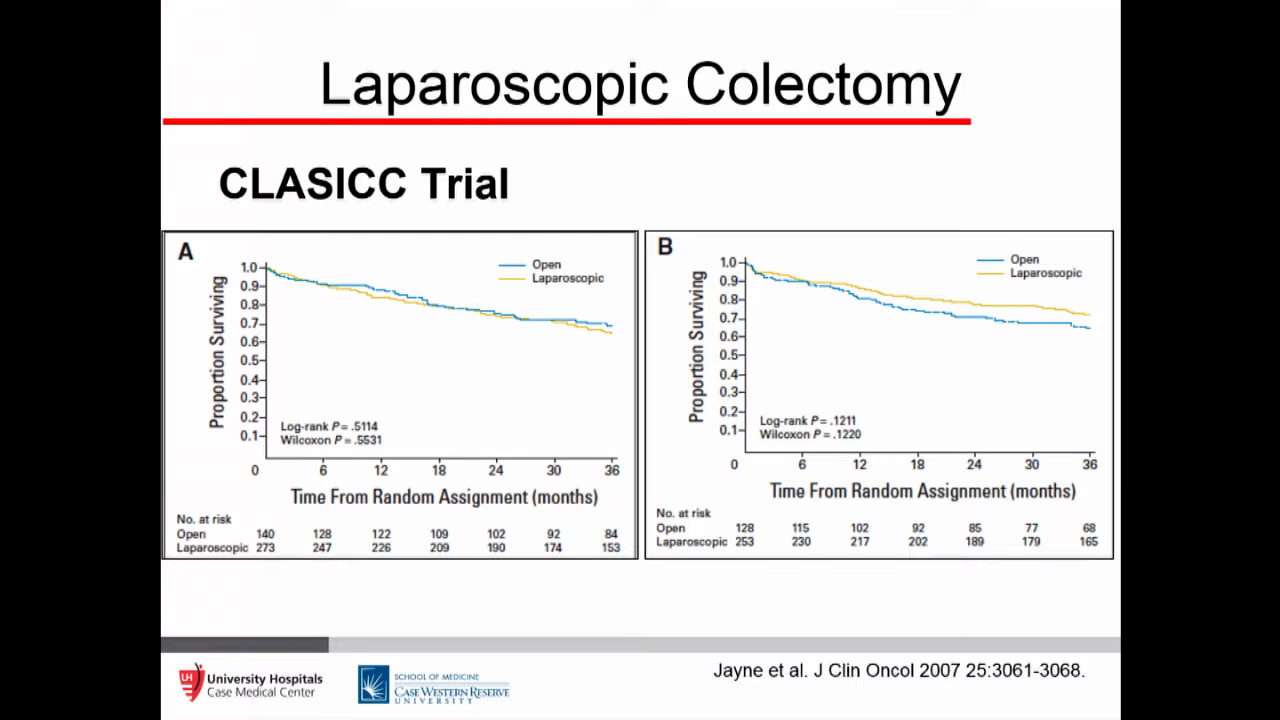 Laparoscopic Colectomy
CLASICC Trial
A
Open
Laparoscopic
Proportion Surviving
1.0
0.9
0.8
0.7
0.6
0.5
0.4
0.3
0.2
0.1
Log-rank P = .5114
Wilcoxon P = .5531
0 6 12 18 24 30 36
Time From Random Assignment (months)
No. at risk
Open 140 128 122 109 102 92 84
Laparoscopic 273 247 226 209 190 174 153
B
Open
Laparoscopic
Proportion Surviving
1.0
0.9
0.8
0.7
0.6
0.5
0.4
0.3
0.2
0.1
Log-rank P = .1211
Wilcoxon P = .1220
0 6 12 18 24 30 36
Time From Random Assignment (months)
No. at risk
Open 128 115 102 92 85 77 68
Laparoscopic 253 230 217 202 189 179 165
UH
University Hospitals
Case Medical Center
SCHOOL OF MEDICINE
CASE WESTERN RESERVE
UNIVERSITY
Jayne et al. J Clin Oncol 2007 25:3061-3068.